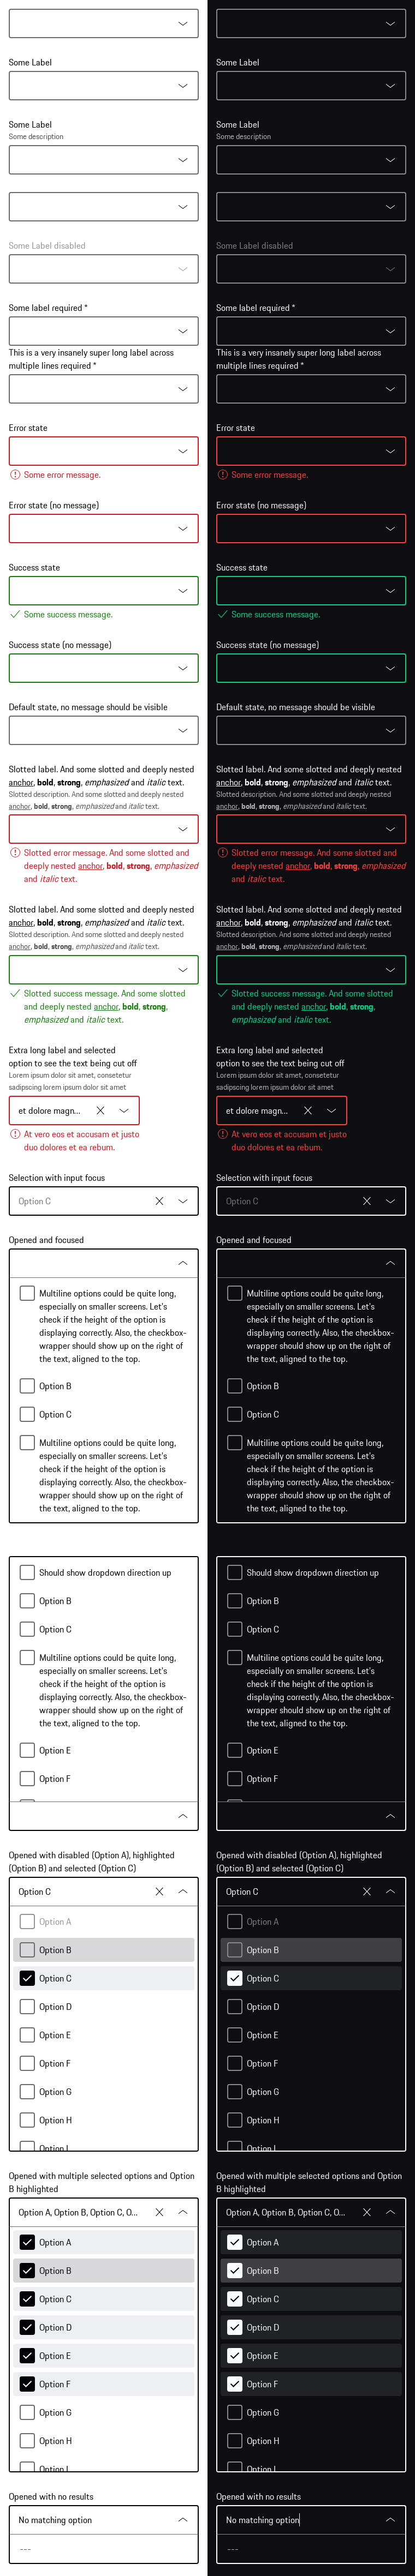 Some Label
Some Label
Some description
Some Label disabled
Some label required *
This is a very insanely super long label across
multiple lines required *
Error state
Some error message.
Error state (no message)
Success state
Some success message.
Success state (no message)
Default state, no message should be visible
Slotted label. And some slotted and deeply nested
anchor, bold, strong, emphasized and italic text.
Slotted description. And some slotted and deeply nested
anchor, bold, strong, emphasized and italic text.
Slotted error message. And some slotted and
deeply nested anchor, bold, strong, emphasized
and italic text.
Slotted label. And some slotted and deeply nested
anchor, bold, strong, emphasized and italic text.
Slotted description. And some slotted and deeply nested
anchor, bold, strong, emphasized and italic text.
Slotted success message. And some slotted
and deeply nested anchor, bold, strong,
emphasized and italic text.
Extra long label and selected
option to see the text being cut off
Lorem ipsum dolor sit amet, consetetur
sadipscing lorem ipsum dolor sit amet
et dolore magn...
At vero eos et accusam et justo
duo dolores et ea rebum.
Selection with input focus
Option C
Opened and focused
Multiline options could be quite long,
especially on smaller screens. Let's
check if the height of the option is
displaying correctly. Also, the checkbox-
wrapper should show up on the right of
the text, aligned to the top.
Option B
Option C
Multiline options could be quite long,
especially on smaller screens. Let's
check if the height of the option is
displaying correctly. Also, the checkbox-
wrapper should show up on the right of
the text, aligned to the top.
Should show dropdown direction up
Option B
Option C
Multiline options could be quite long,
especially on smaller screens. Let's
check if the height of the option is
displaying correctly. Also, the checkbox-
wrapper should show up on the right of
the text, aligned to the top.
Option E
Option F
Opened with disabled (Option A), highlighted
(Option B) and selected (Option C)
Option C
Option A
Option B
Option C
Option D
Option E
Option F
Option G
Option H
Option I
Opened with multiple selected options and Option
B highlighted
Option A, Option B, Option C, O...
Option A
Option B
Option C
Option D
Option E
Option F
Option G
Option H
Option I
Opened with no results
No matching option
---
Some Label
Some Label
Some description
Some Label disabled
Some label required *
This is a very insanely super long label across
multiple lines required *
Error state
Some error message.
Error state (no message)
Success state
Some success message.
Success state (no message)
Default state, no message should be visible
Slotted label. And some slotted and deeply nested
anchor, bold, strong, emphasized and italic text.
Slotted description. And some slotted and deeply nested
anchor, bold, strong, emphasized and italic text.
Slotted error message. And some slotted and
deeply nested anchor, bold, strong, emphasized
and italic text.
Slotted label. And some slotted and deeply nested
anchor, bold, strong, emphasized and italic text.
Slotted description. And some slotted and deeply nested
anchor, bold, strong, emphasized and italic text.
Slotted success message. And some slotted
and deeply nested anchor, bold, strong,
emphasized and italic text.
Extra long label and selected
option to see the text being cut off
Lorem ipsum dolor sit amet, consetetur
sadipscing lorem ipsum dolor sit amet
et dolore magn...
At vero eos et accusam et justo
duo dolores et ea rebum.
Selection with input focus
Option C
Opened and focused
Multiline options could be quite long,
especially on smaller screens. Let's
check if the height of the option is
displaying correctly. Also, the checkbox-
wrapper should show up on the right of
the text, aligned to the top.
Option B
Option C
Multiline options could be quite long,
especially on smaller screens. Let's
check if the height of the option is
displaying correctly. Also, the checkbox-
wrapper should show up on the right of
the text, aligned to the top.
Should show dropdown direction up
Option B
Option C
Multiline options could be quite long,
especially on smaller screens. Let's
check if the height of the option is
displaying correctly. Also, the checkbox-
wrapper should show up on the right of
the text, aligned to the top.
Option E
Option F
Opened with disabled (Option A), highlighted
(Option B) and selected (Option C)
Option C
Option A
Option B
Option C
Option D
Option E
Option F
Option G
Option H
Option I
Opened with multiple selected options and Option
B highlighted
Option A, Option B, Option C, O...
Option A
Option B
Option C
Option D
Option E
Option F
Option G
Option H
Option I
Opened with no results
No matching option
---